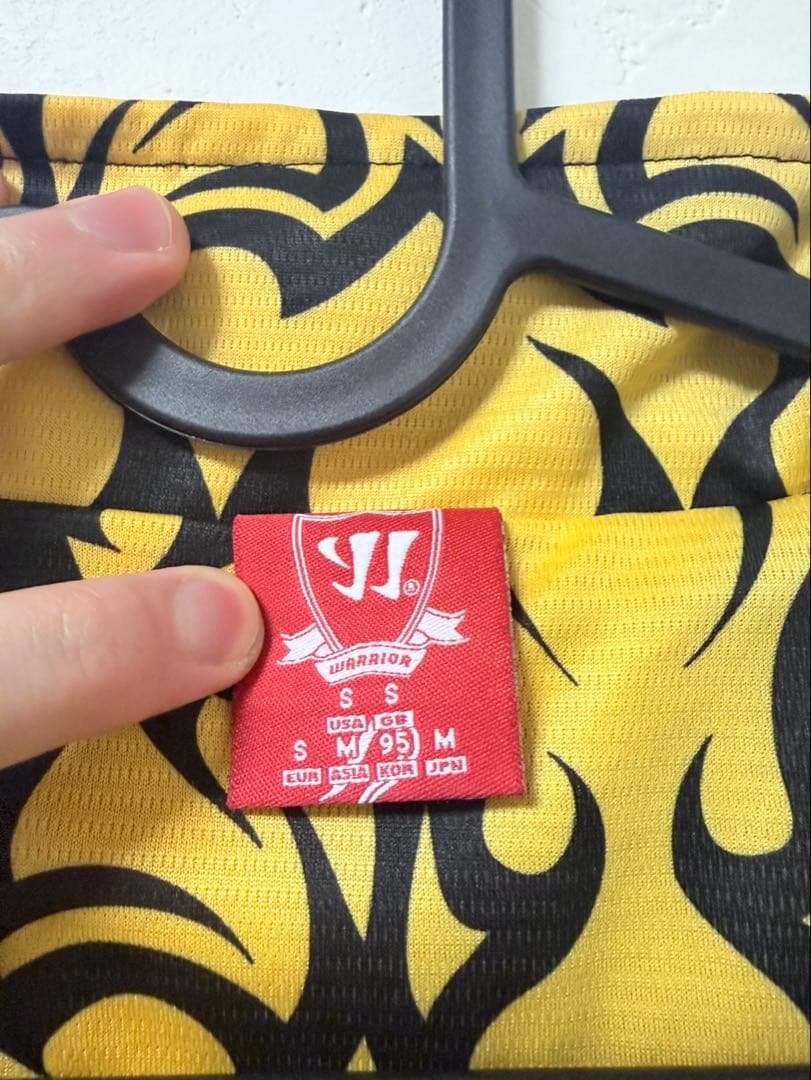 ®
WARRIOR
S S
USA GB
S M 95 M
EUR ASIA KOR JPN